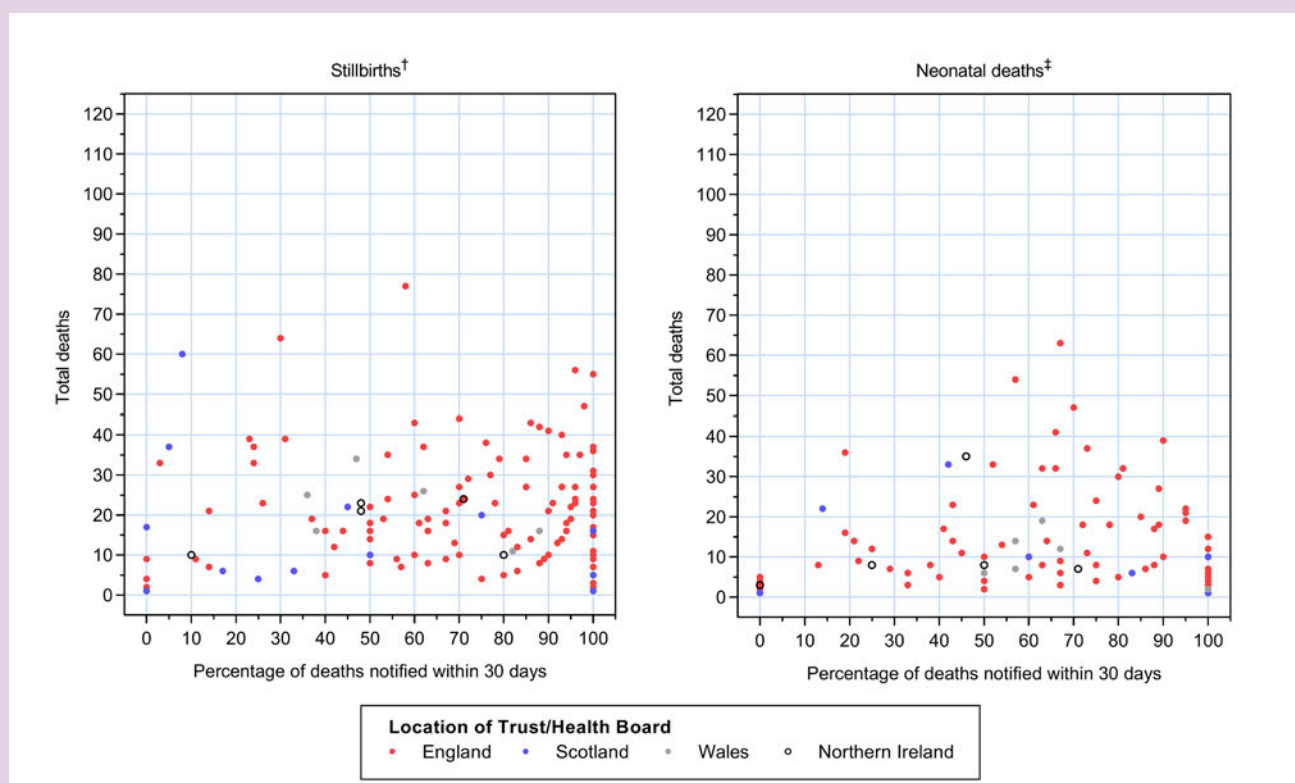 Stillbirths†
Neonatal deaths‡
Total deaths
120
110
100
90
80
70
60
50
40
30
20
10
0
0 10 20 30 40 50 60 70 80 90 100
Percentage of deaths notified within 30 days
Total deaths
120
110
100
90
80
70
60
50
40
30
20
10
0
0 10 20 30 40 50 60 70 80 90 100
Percentage of deaths notified within 30 days
Location of Trust/Health Board
England Scotland Wales Northern Ireland